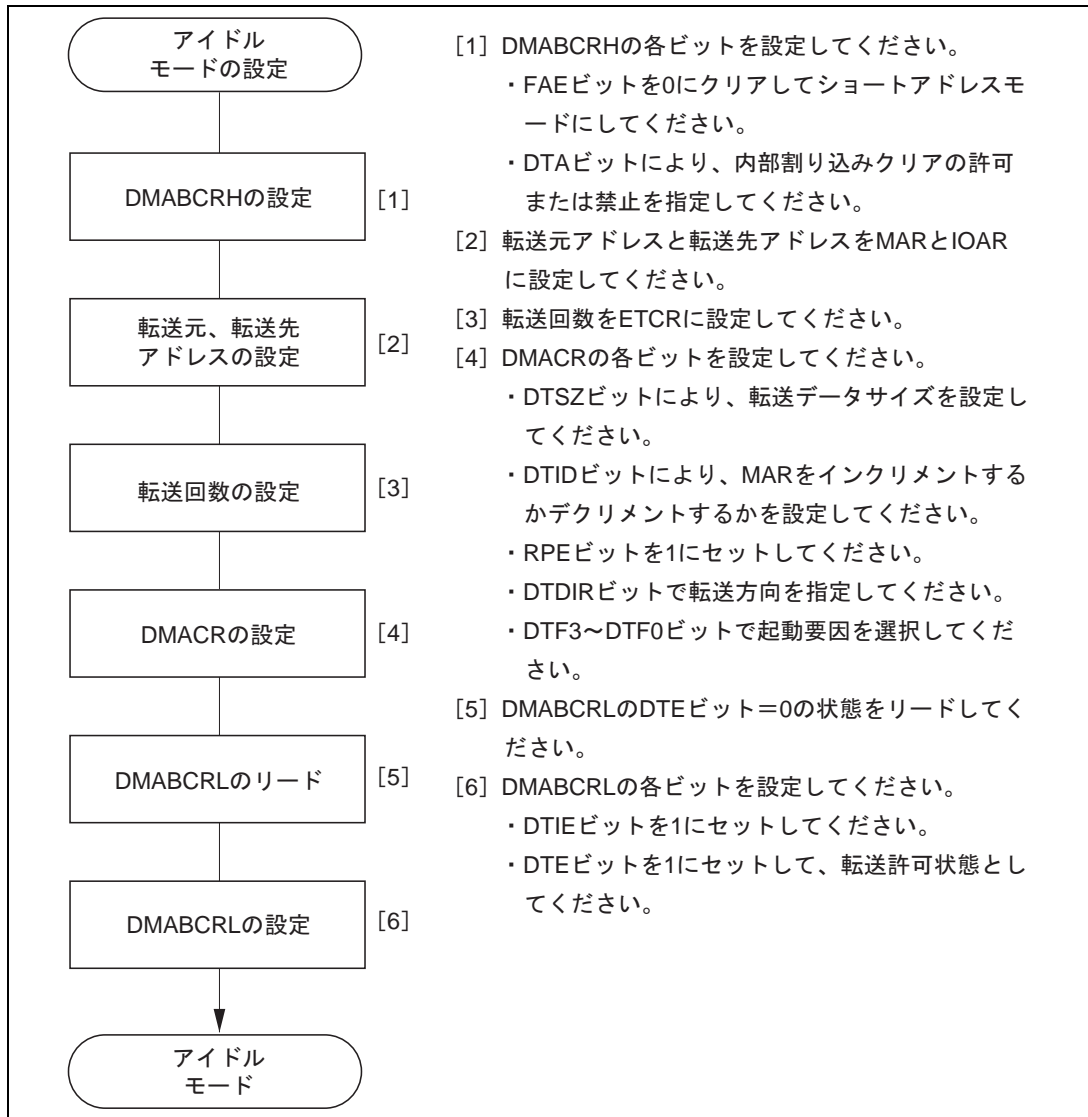 アイドル
モードの設定
DMABCRHの設定
[1]
転送元、転送先
アドレスの設定
[2]
転送回数の設定
[3]
DMACRの設定
[4]
DMABCRLのリード
[5]
DMABCRLの設定
[6]
アイドル
モード
[1] DMABCRHの各ビットを設定してください。
・FAEビットを0にクリアしてショートアドレスモ
ードにしてください。
・DTAビットにより、内部割り込みクリアの許可
または禁止を指定してください。
[2] 転送元アドレスと転送先アドレスをMARとIOAR
に設定してください。
[3] 転送回数をETCRに設定してください。
[4] DMACRの各ビットを設定してください。
・DTSZビットにより、転送データサイズを設定し
てください。
・DTIDビットにより、MARをインクリメントする
かデクリメントするかを設定してください。
・RPEビットを1にセットしてください。
・DTDIRビットで転送方向を指定してください。
・DTF3～DTF0ビットで起動要因を選択してくだ
さい。
[5] DMABCRLのDTEビット＝0の状態をリードしてく
ださい。
[6] DMABCRLの各ビットを設定してください。
・DTIEビットを1にセットしてください。
・DTEビットを1にセットして、転送許可状態とし
てください。